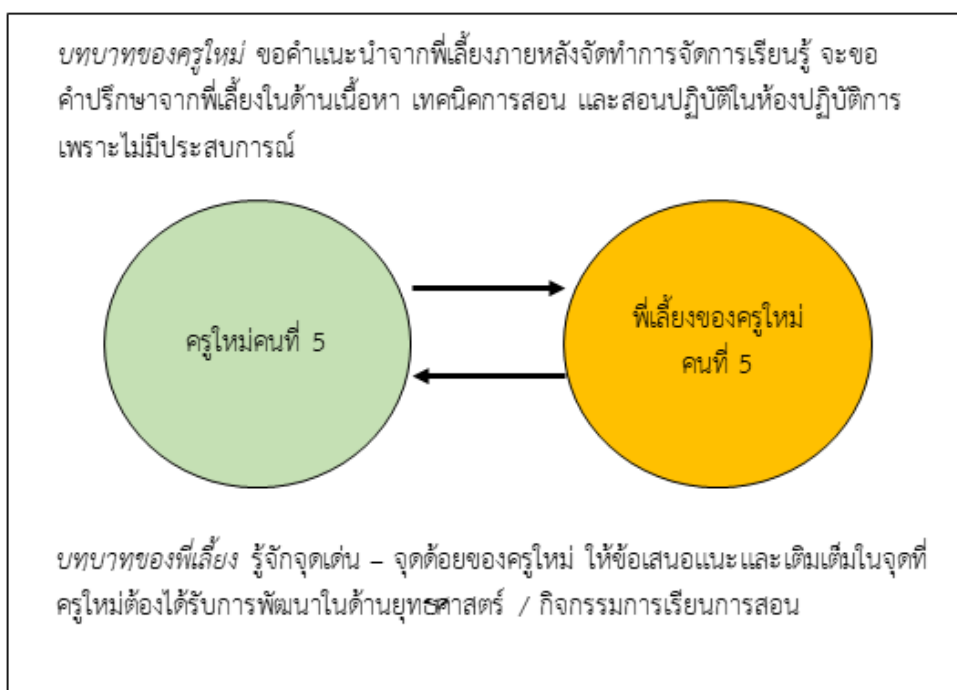 บทบาทของครูใหม่ ขอคำแนะนำจากพี่เลี้ยงภายหลังจัดทำการจัดการเรียนรู้ จะขอ
คำปรึกษาจากพี่เลี้ยงในด้านเนื้อหา เทคนิคการสอน และสอนปฏิบัติในห้องปฏิบัติการ
เพราะไม่มีประสบการณ์
ครูใหม่คนที่ 5
พี่เลี้ยงของครูใหม่
คนที่ 5
บทบาทของพี่เลี้ยง รู้จักจุดเด่น – จุดด้อยของครูใหม่ ให้ข้อเสนอแนะและเติมเต็มในจุดที่
ครูใหม่ต้องได้รับการพัฒนาในด้านยุทธศาสตร์ / กิจกรรมการเรียนการสอน